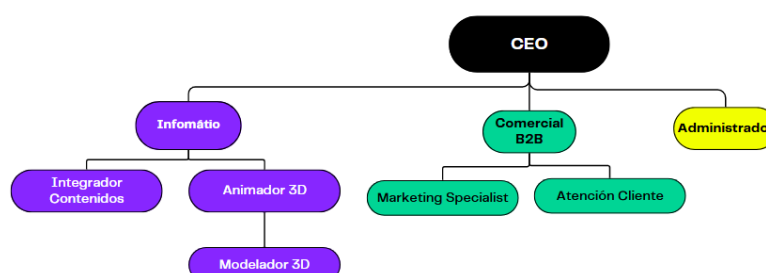 CEO
Infomátio
Comercial
B2B
Administrado
Integrador
Contenidos
Animador 3D
Marketing Specialist
Atención Cliente
Modelador 3D